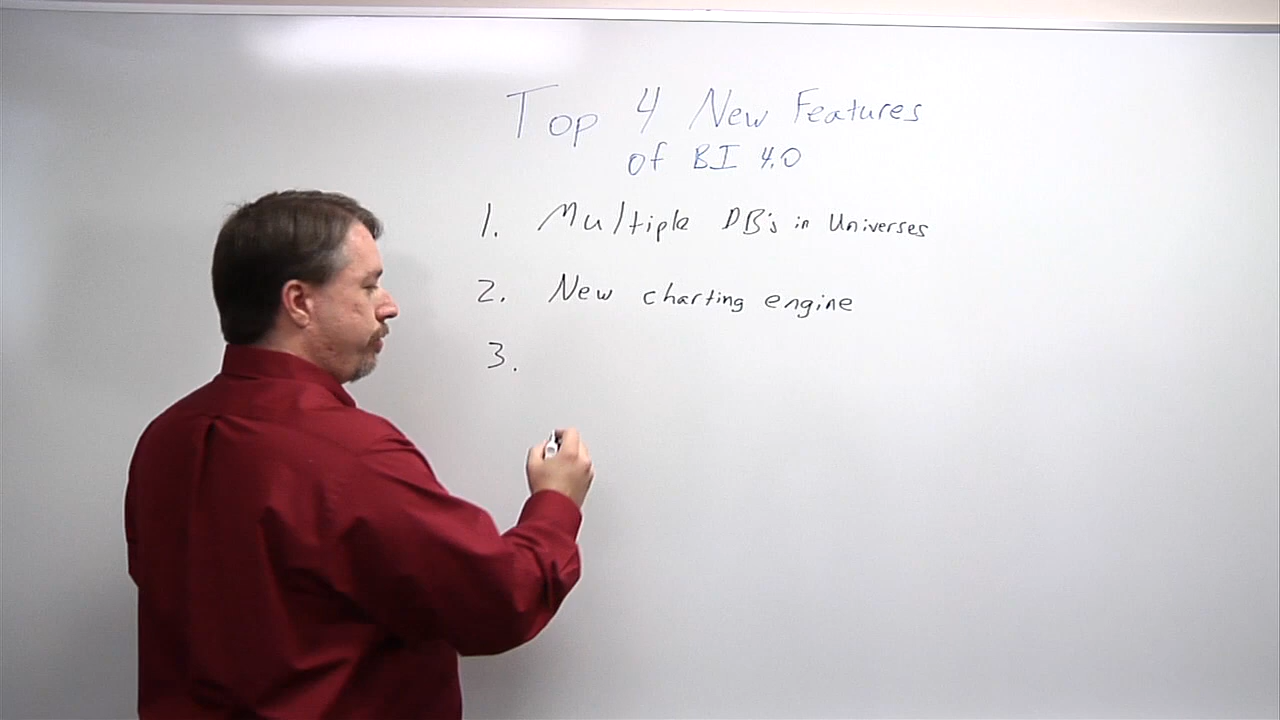 Top 4 New Features
of BI 4.0
1. Multiple DB's in Universes
2. New charting engine
3.